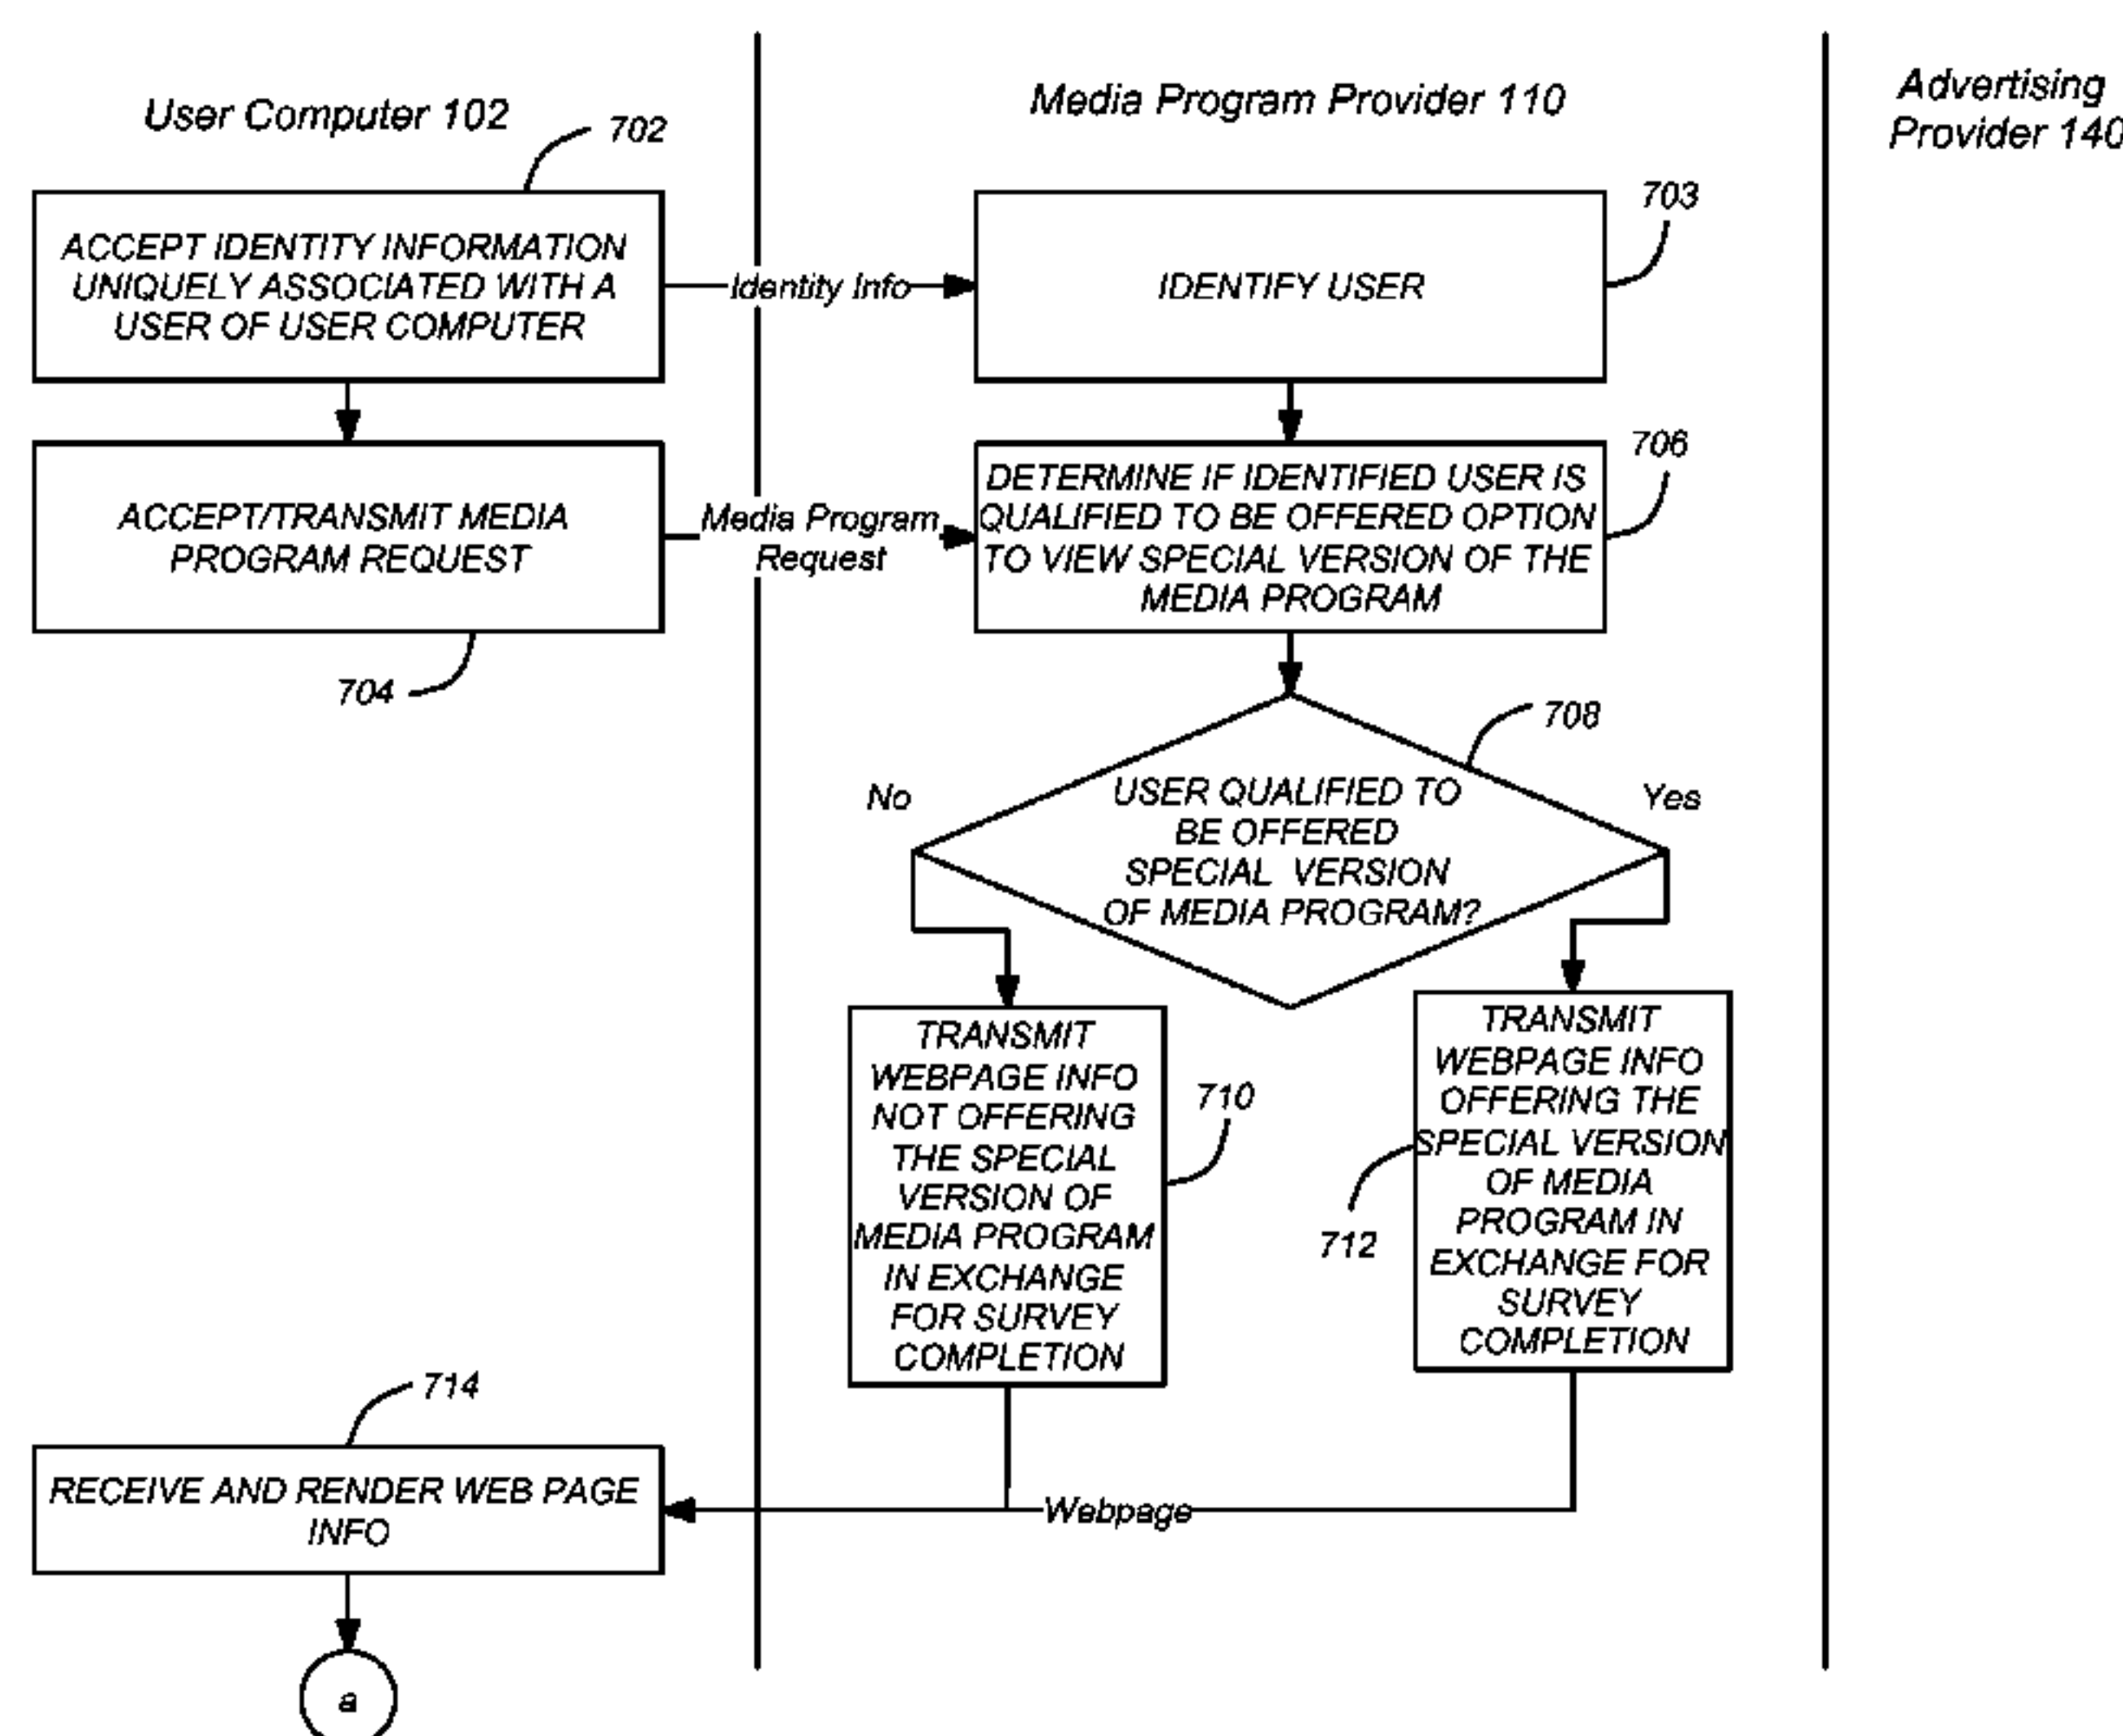 User Computer 102
Media Program Provider 110
Advertising
Provider 140
702
703
ACCEPT IDENTITY INFORMATION
UNIQUELY ASSOCIATED WITH A
USER OF USER COMPUTER
Identity Info
IDENTIFY USER
706
ACCEPT/TRANSMIT MEDIA
PROGRAM REQUEST
Media Program
Request
DETERMINE IF IDENTIFIED USER IS
QUALIFIED TO BE OFFERED OPTION
TO VIEW SPECIAL VERSION OF THE
MEDIA PROGRAM
704
708
No
USER QUALIFIED TO
BE OFFERED
SPECIAL VERSION
OF MEDIA PROGRAM?
Yes
TRANSMIT
WEBPAGE INFO
NOT OFFERING
THE SPECIAL
VERSION OF
MEDIA PROGRAM
IN EXCHANGE
FOR SURVEY
COMPLETION
710
TRANSMIT
WEBPAGE INFO
OFFERING THE
SPECIAL VERSION
OF MEDIA
PROGRAM IN
EXCHANGE FOR
SURVEY
COMPLETION
712
714
RECEIVE AND RENDER WEB PAGE
INFO
Webpage
a